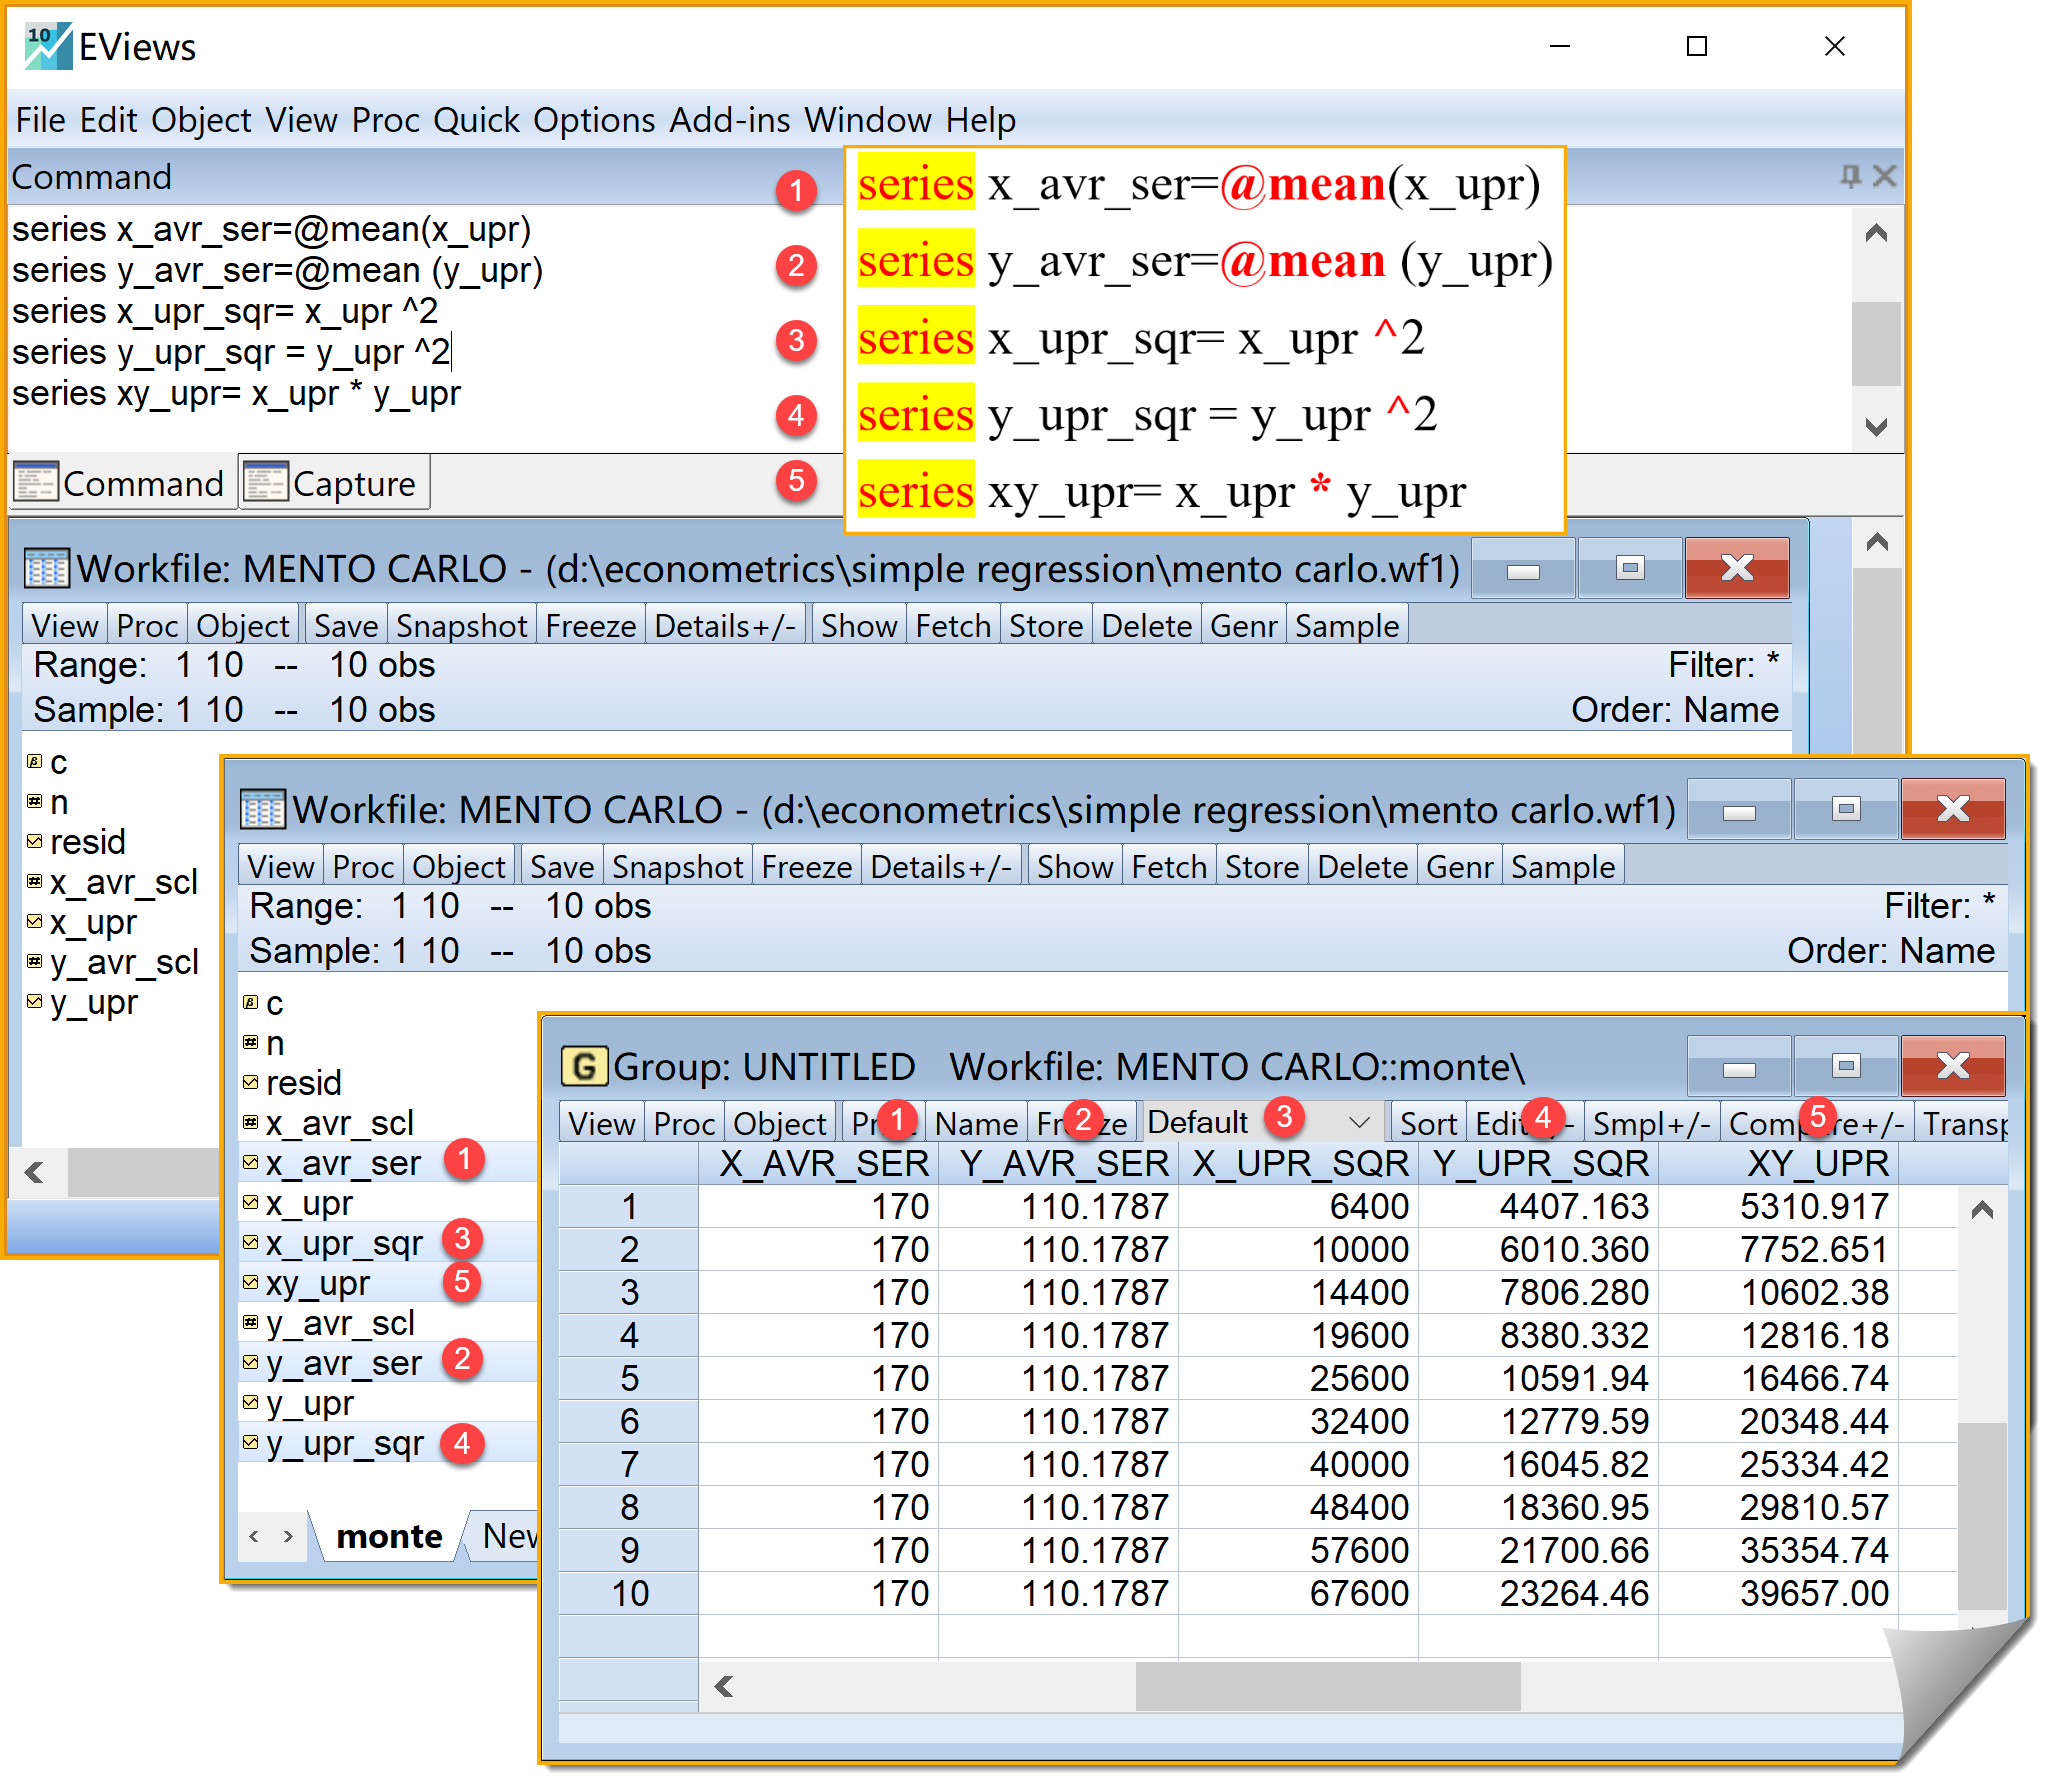 10 EViews
File Edit Object View Proc Quick Options Add-ins Window Help
Command
series x_avr_ser=@mean(x_upr)
series y_avr_ser=@mean (y_upr)
series x_upr_sqr= x_upr ^2
series y_upr_sqr = y_upr ^2
series xy_upr= x_upr * y_upr
1 series x_avr_ser=@mean(x_upr)
2 series y_avr_ser=@mean (y_upr)
3 series x_upr_sqr= x_upr ^2
4 series y_upr_sqr = y_upr ^2
5 series xy_upr= x_upr * y_upr
Command Capture
Workfile: MENTO CARLO - (d:\econometrics\simple regression\mento carlo.wf1)
View Proc Object Save Snapshot Freeze Details+/- Show Fetch Store Delete Genr Sample
Range: 1 10 -- 10 obs Filter: *
Sample: 1 10 -- 10 obs Order: Name
c
n
resid
x_avr_scl
x_upr
y_avr_scl
y_upr
Workfile: MENTO CARLO - (d:\econometrics\simple regression\mento carlo.wf1)
View Proc Object Save Snapshot Freeze Details+/- Show Fetch Store Delete Genr Sample
Range: 1 10 -- 10 obs Filter: *
Sample: 1 10 -- 10 obs Order: Name
c
n
resid
x_avr_scl
x_avr_ser 1
x_upr
x_upr_sqr 3
xy_upr 5
y_avr_scl
y_avr_ser 2
y_upr
y_upr_sqr 4
monte New
G Group: UNTITLED Workfile: MENTO CARLO::monte\
View Proc Object 1 Name 2 Default 3 Sort 4 Smpl+/- 5 Transp
X_AVR_SER Y_AVR_SER X_UPR_SQR Y_UPR_SQR XY_UPR
1 170 110.1787 6400 4407.163 5310.917
2 170 110.1787 10000 6010.360 7752.651
3 170 110.1787 14400 7806.280 10602.38
4 170 110.1787 19600 8380.332 12816.18
5 170 110.1787 25600 10591.94 16466.74
6 170 110.1787 32400 12779.59 20348.44
7 170 110.1787 40000 16045.82 25334.42
8 170 110.1787 48400 18360.95 29810.57
9 170 110.1787 57600 21700.66 35354.74
10 170 110.1787 67600 23264.46 39657.00